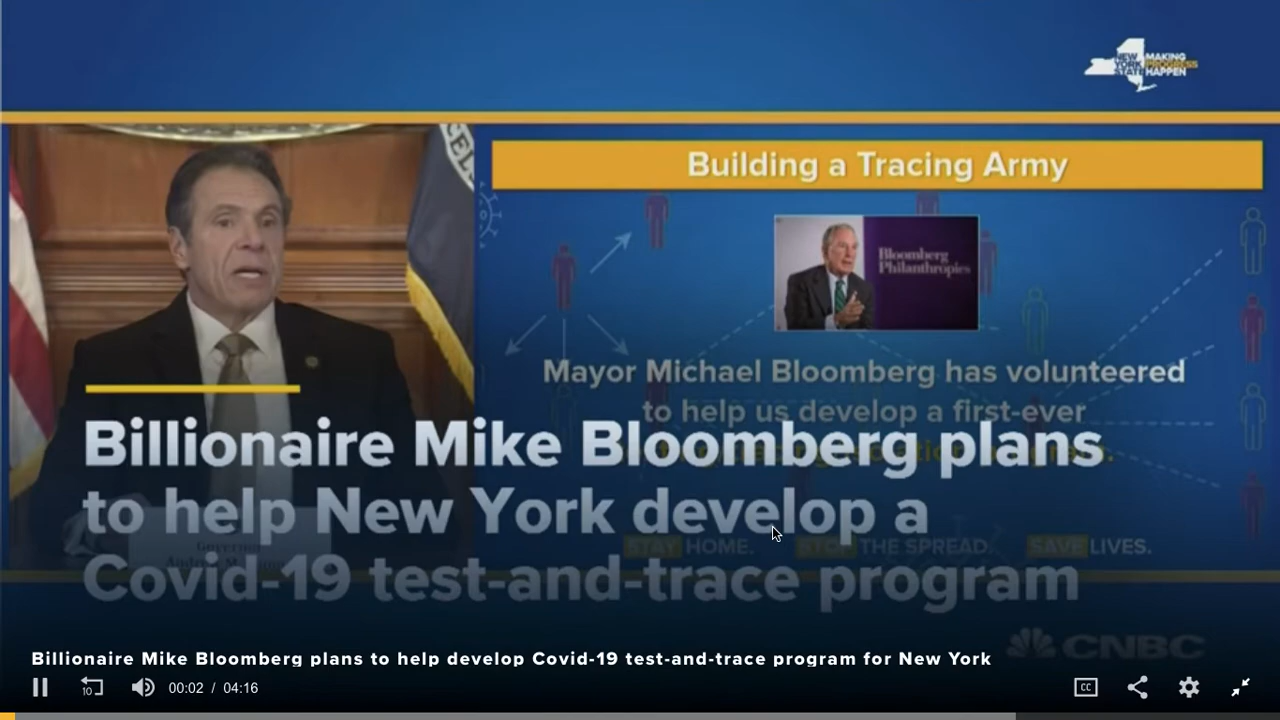 NEW
YORK
STATE
MAKING
PROGRESS
HAPPEN
EXCEL
Building a Tracing Army
Bloomberg
Philanthropies
Mayor Michael Bloomberg has volunteered
to help us develop a first-ever
Billionaire Mike Bloomberg plans
to help New York develop a
Covid-19 test-and-trace program
Governor
STAY HOME. STOP THE SPREAD. SAVE LIVES.
CNBC
Billionaire Mike Bloomberg plans to help develop Covid-19 test-and-trace program for New York
10 00:02 / 04:16 CC